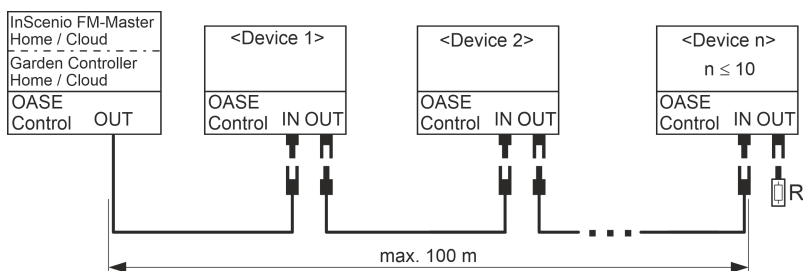 InScenio FM-Master
Home / Cloud
Garden Controller
Home / Cloud
OASE
Control OUT
<Device 1>
OASE
Control IN OUT
<Device 2>
OASE
Control IN OUT
<Device n>
n ≤ 10
OASE
Control IN OUT
R
max. 100 m